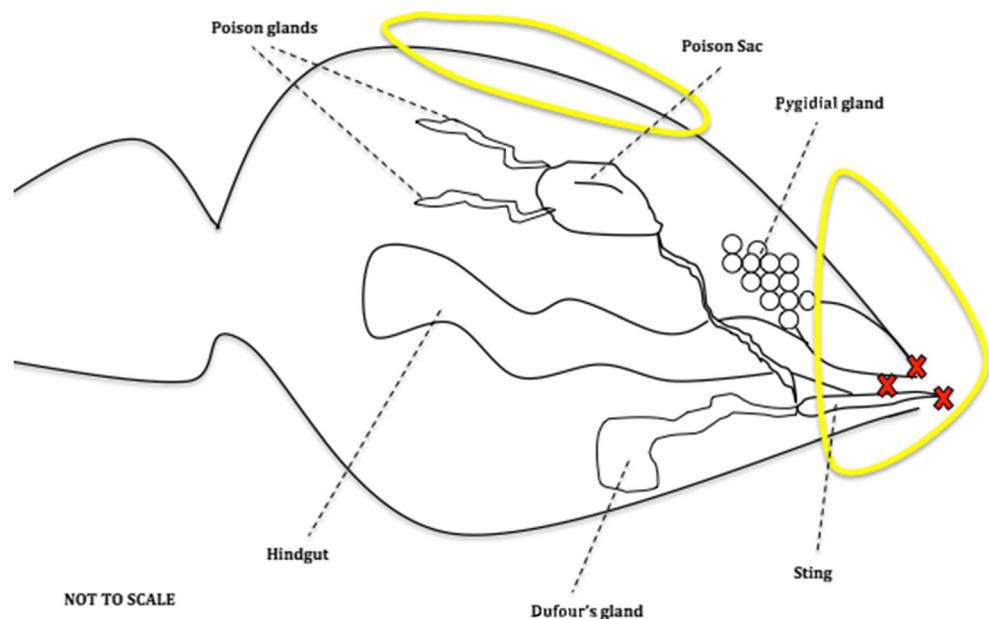 Poison glands
Poison Sac
Pygidial gland
Hindgut
Sting
NOT TO SCALE
Dufour's gland